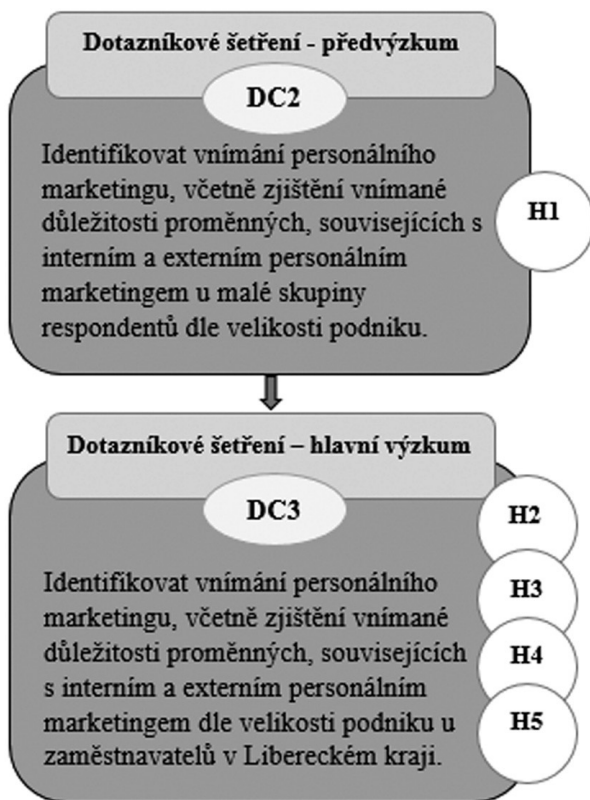 Dotazníkové šetření - předvýzkum
DC2
Identifikovat vnímání personálního
marketingu, včetně zjištění vnímané
důležitosti proměnných, souvisejících s
interním a externím personálním
marketingem u malé skupiny
respondentů dle velikosti podniku.
H1
Dotazníkové šetření – hlavní výzkum
DC3
Identifikovat vnímání personálního
marketingu, včetně zjištění vnímané
důležitosti proměnných, souvisejících
s interním a externím personálním
marketingem dle velikosti podniku u
zaměstnavatelů v Libereckém kraji.
H2
H3
H4
H5